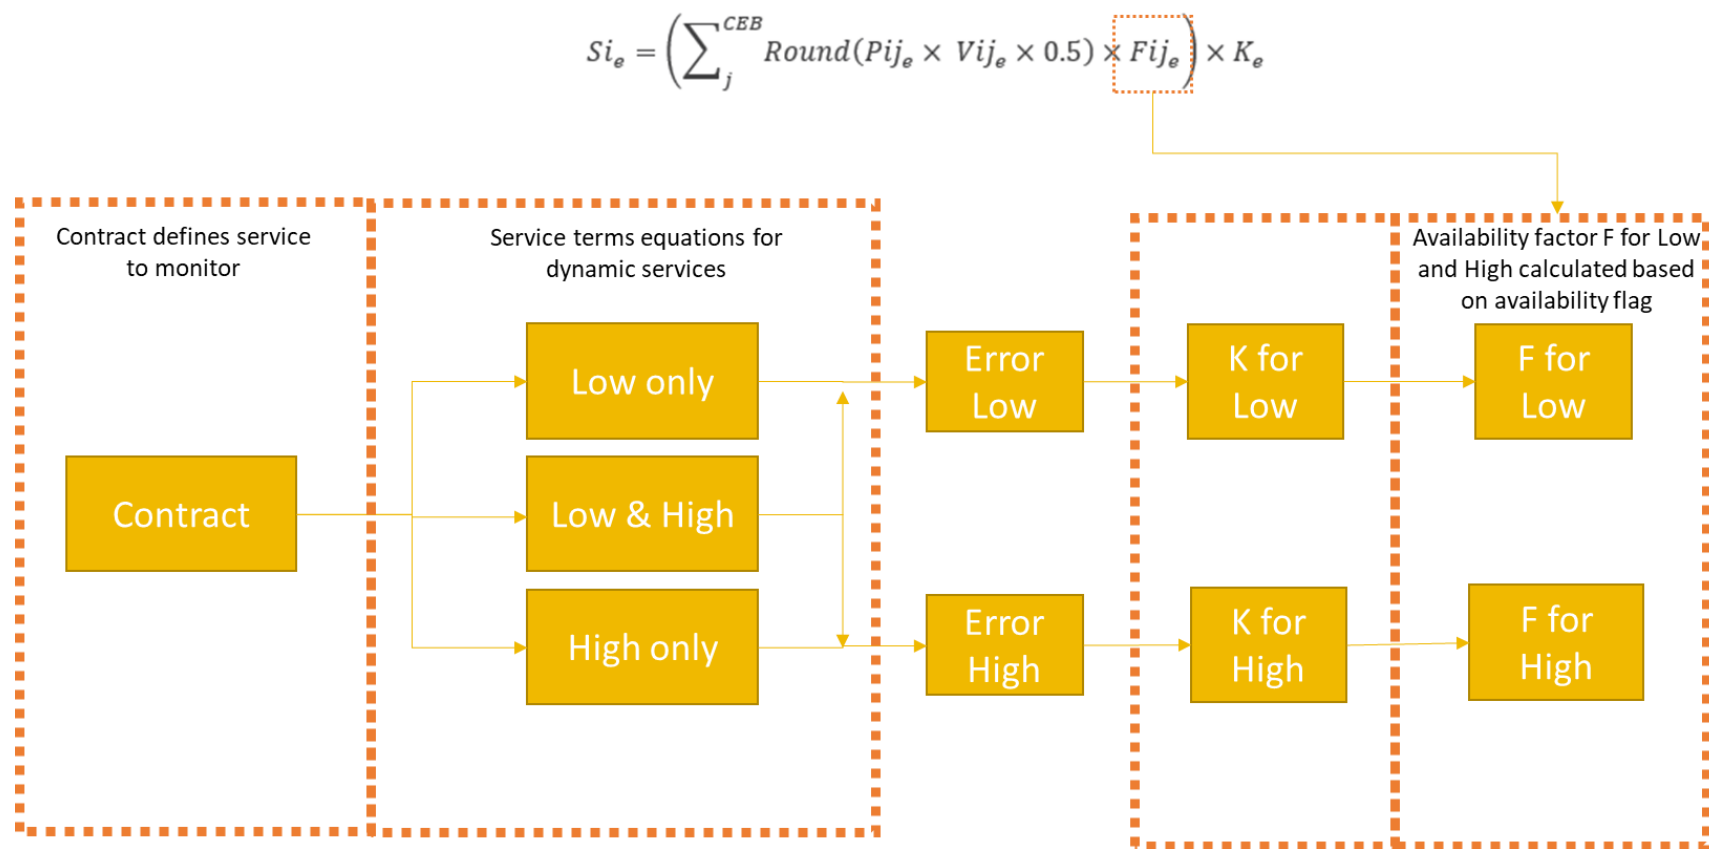 Si_e = (∑_j^CEB Round(Pij_e × Vij_e × 0.5) × Fij_e) × K_e
Contract defines service
to monitor
Service terms equations for
dynamic services
Availability factor F for Low
and High calculated based
on availability flag
Low only
Error
Low
K for
Low
F for
Low
Contract
Low & High
High only
Error
High
K for
High
F for
High